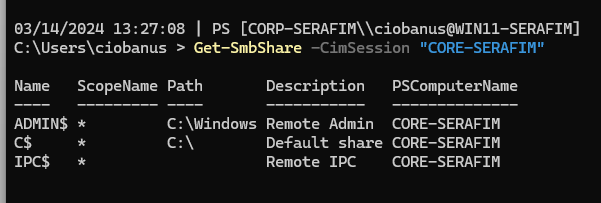 03/14/2024 13:27:08 | PS [CORP-SERAFIM\\ciobanus@WIN11-SERAFIM]
C:\Users\ciobanus > Get-SmbShare -CimSession "CORE-SERAFIM"
Name   ScopeName Path       Description   PSComputerName
----   --------- ----       -----------   --------------
ADMIN$ *         C:\Windows Remote Admin  CORE-SERAFIM
C$     *         C:\        Default share CORE-SERAFIM
IPC$   *                    Remote IPC    CORE-SERAFIM